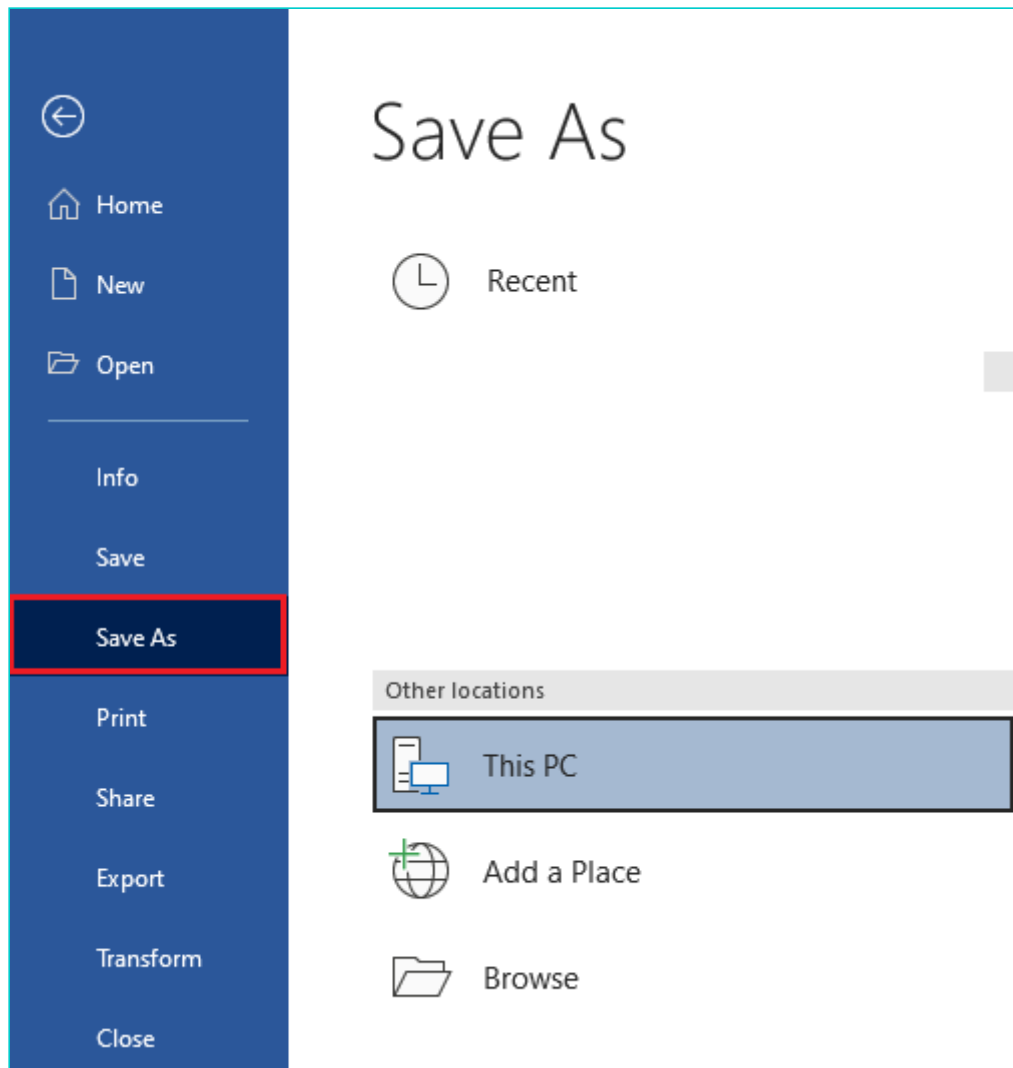 Home
New
Open
Info
Save
Save As
Print
Share
Export
Transform
Close
Save As
Recent
Other locations
This PC
Add a Place
Browse